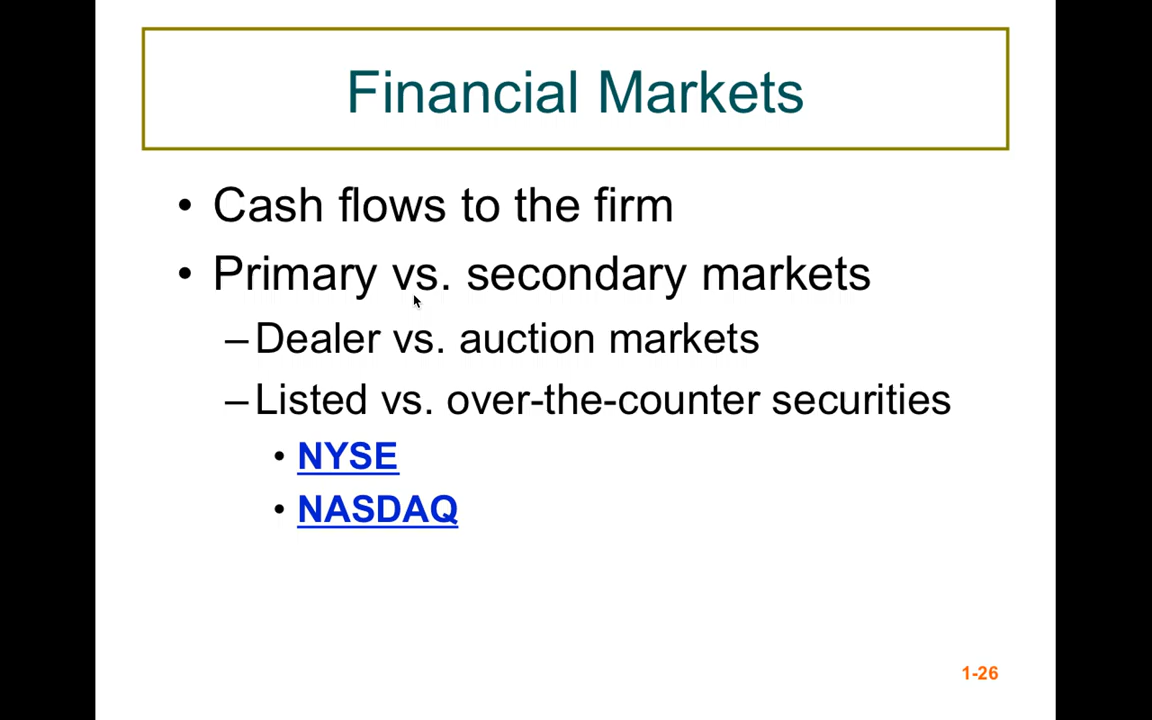 Financial Markets
• Cash flows to the firm
• Primary vs. secondary markets
– Dealer vs. auction markets
– Listed vs. over-the-counter securities
• NYSE
• NASDAQ
1-26